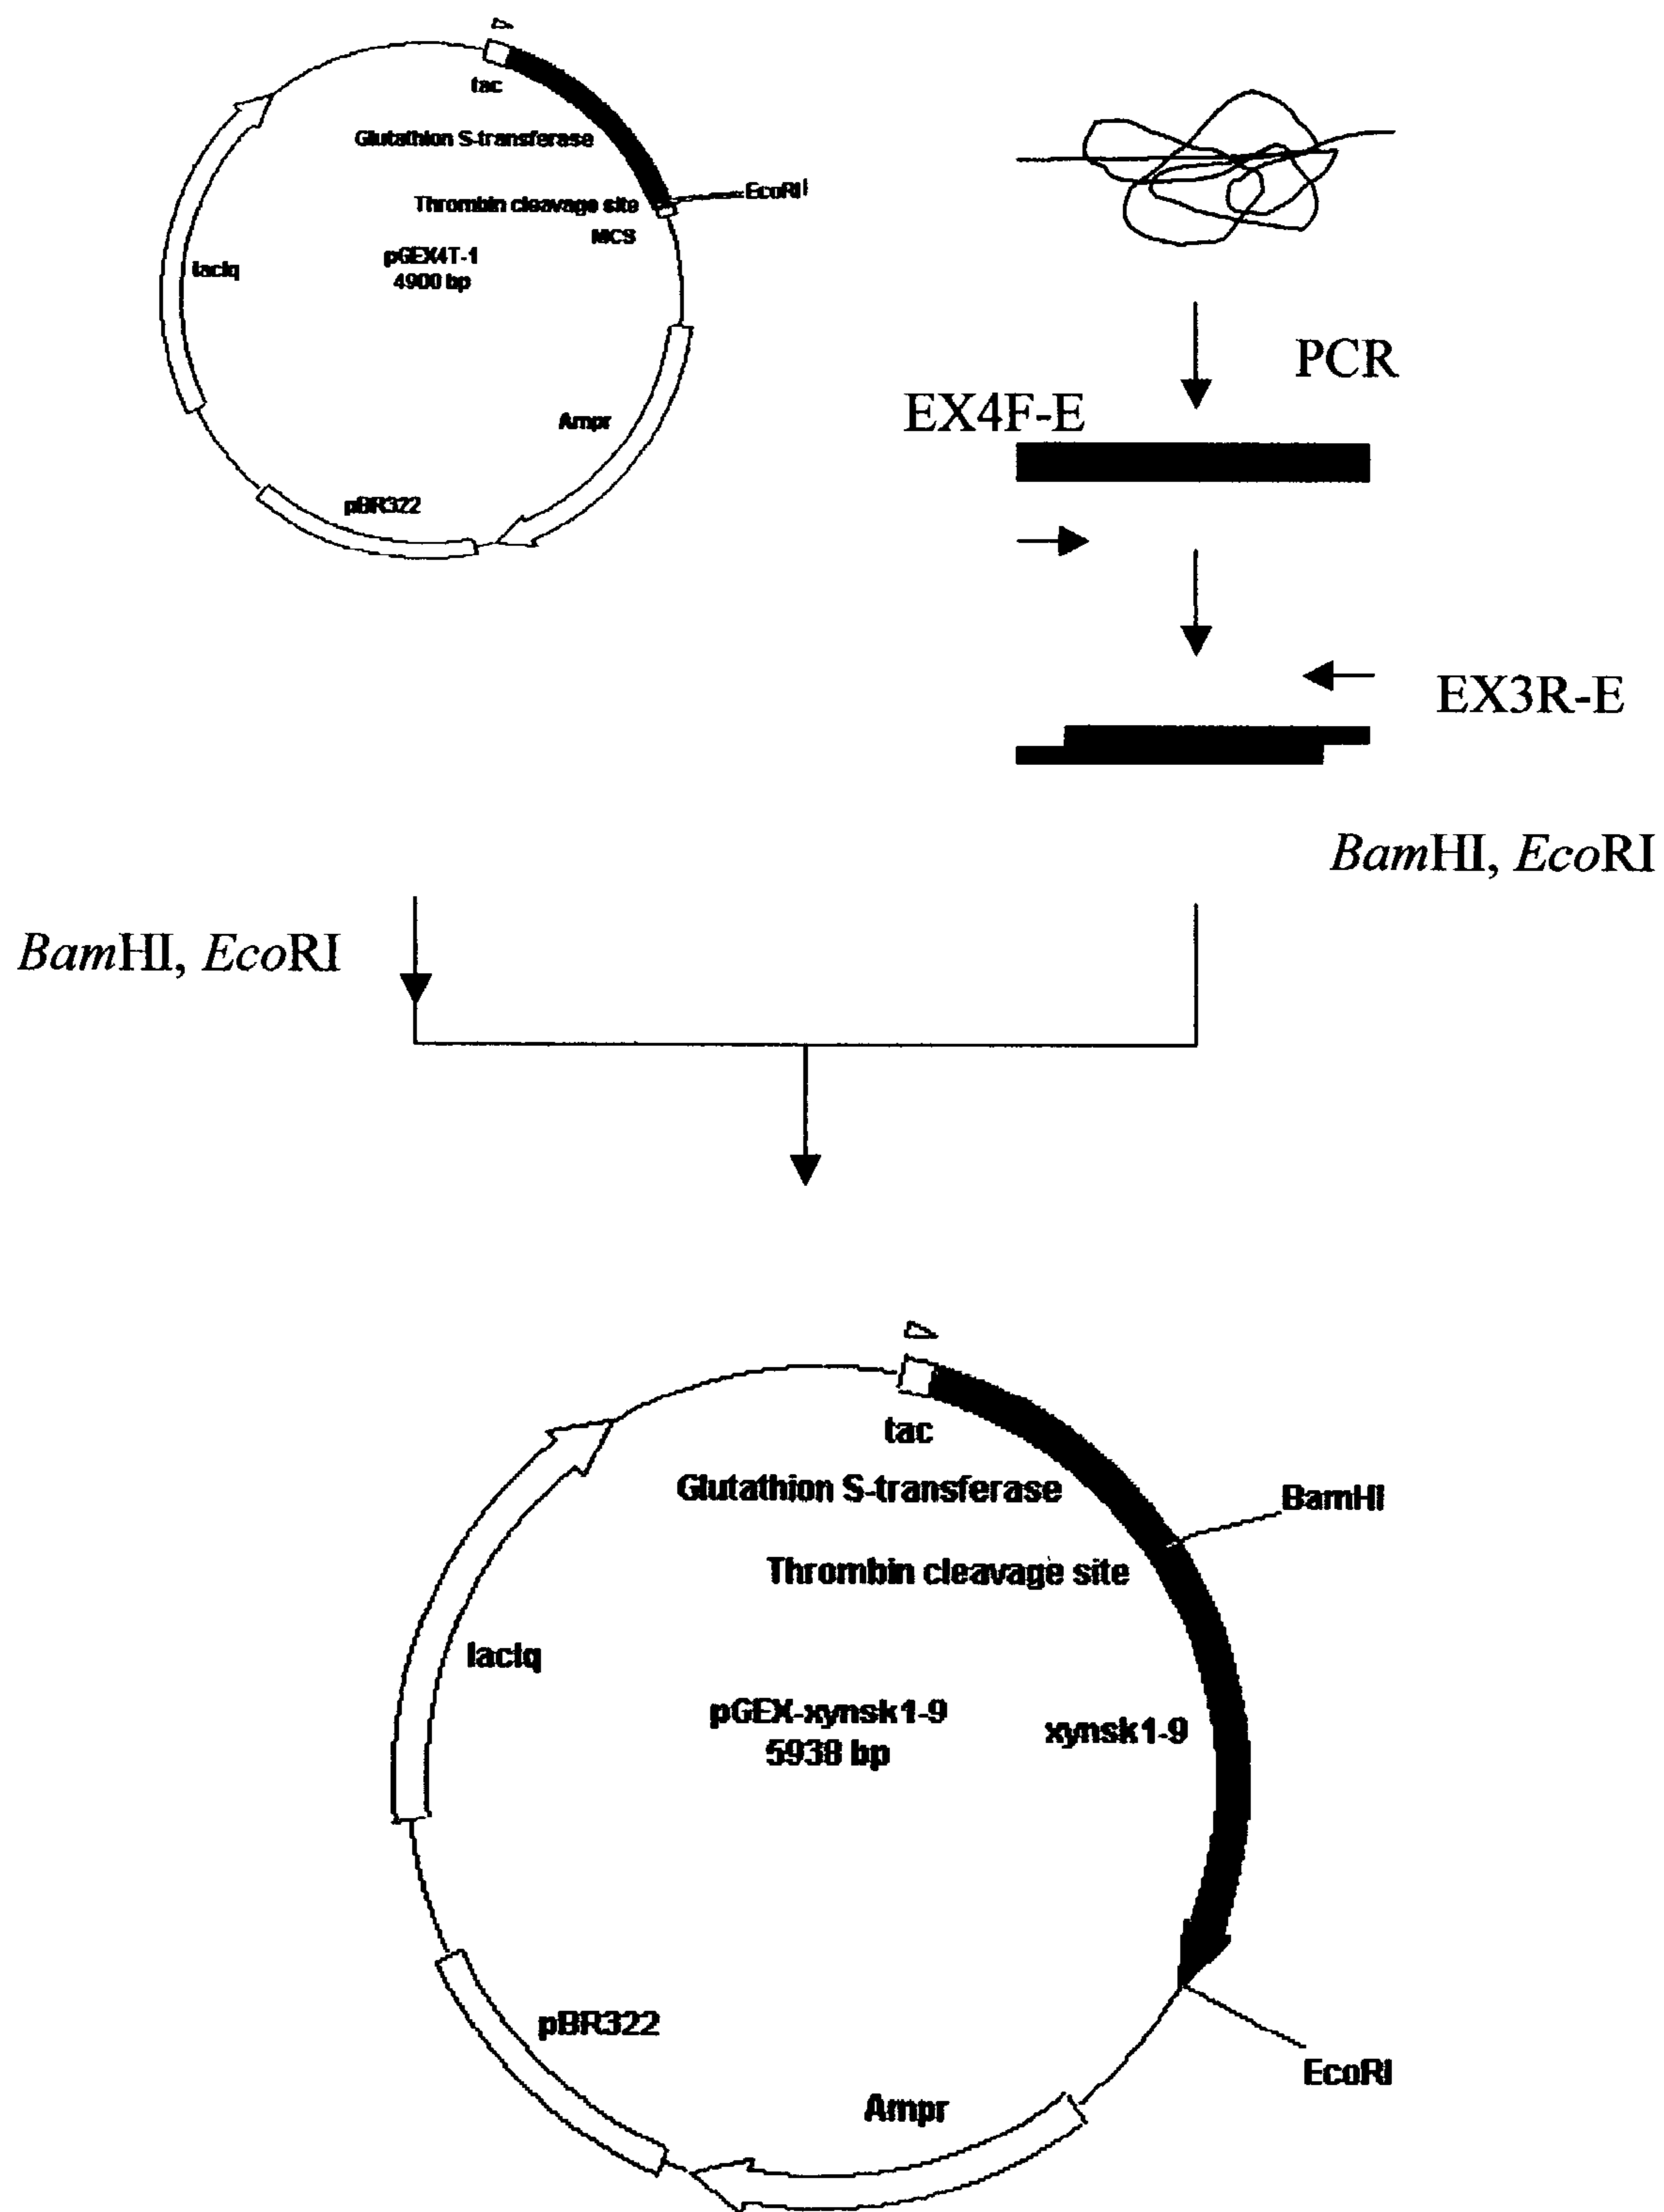 tac
Glutathion S-transferase
Thrombin cleavage site
EcoRI
MCS
pGEX4T-1
4900 bp
lacIq
Ampr
pBR322
PCR
EX4F-E
EX3R-E
BamHI, EcoRI
BamHI, EcoRI
tac
Glutathion S-transferase
BamHI
Thrombin cleavage site
lacIq
pGEX-xynsk1-9
5938 bp
xynsk1-9
pBR322
EcoRI
Ampr